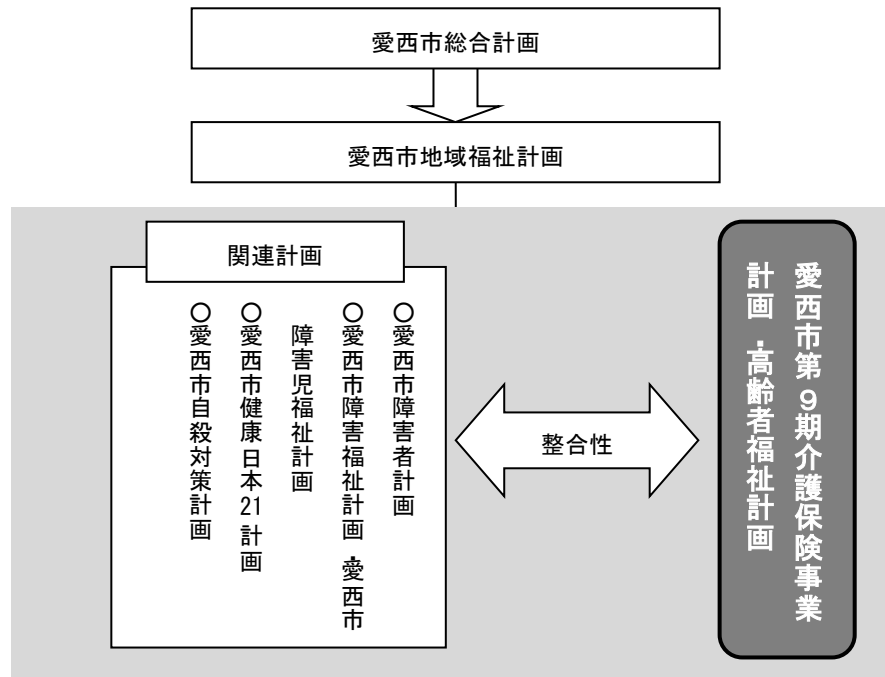 愛西市総合計画
愛西市地域福祉計画
関連計画
○愛西市障害者計画
○愛西市障害福祉計画・愛西市
障害児福祉計画
○愛西市健康日本21計画
○愛西市自殺対策計画
整合性
愛西市第9期介護保険事業
計画・高齢者福祉計画